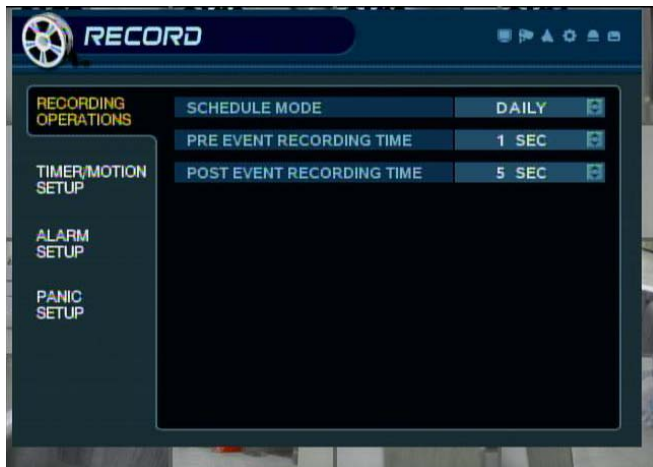 RECORD
RECORDING
OPERATIONS
SCHEDULE MODE DAILY
PRE EVENT RECORDING TIME 1 SEC
POST EVENT RECORDING TIME 5 SEC
TIMER/MOTION
SETUP
ALARM
SETUP
PANIC
SETUP